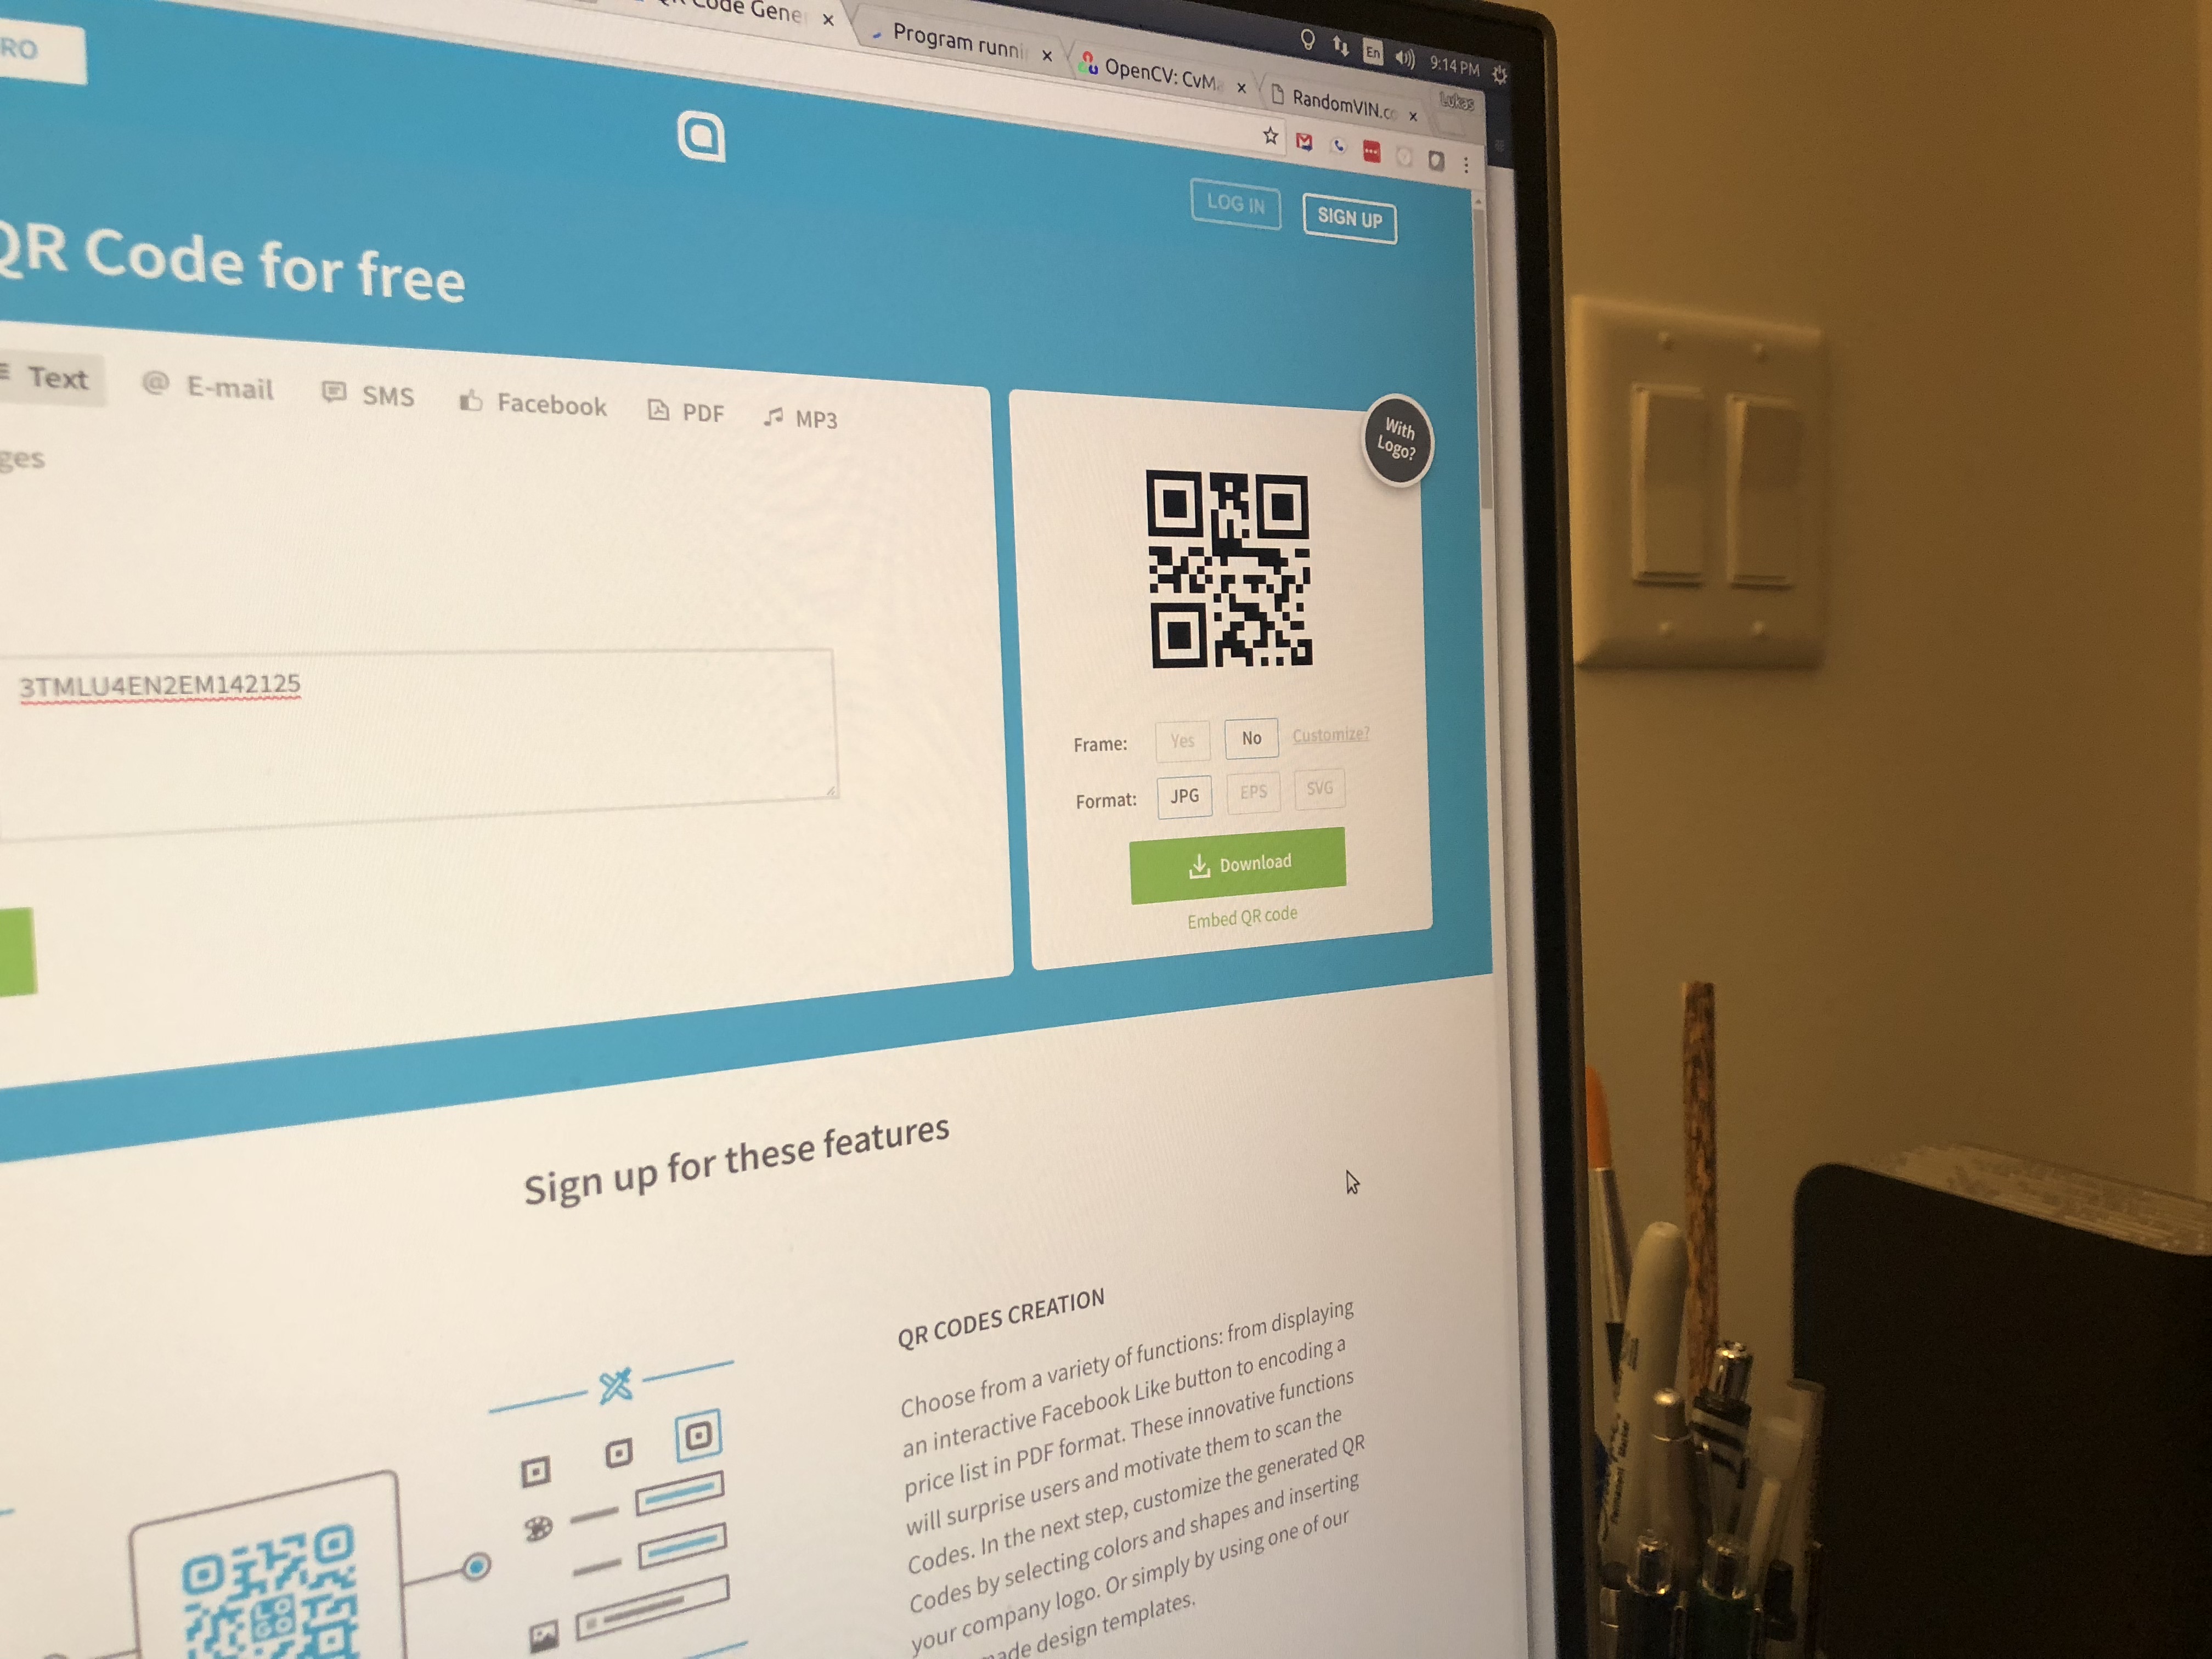 Code Gene
Program runni
OpenCV: CvMa
RandomVIN.co
En
9:14 PM
Lukas
RO
LOG IN
SIGN UP
QR Code for free
Text
E-mail
SMS
Facebook
PDF
MP3
ges
With
Logo?
3TMLU4EN2EM142125
Frame:
Yes
No
Customize?
Format:
JPG
EPS
SVG
Download
Embed QR code
Sign up for these features
QR CODES CREATION
Choose from a variety of functions: from displaying
an interactive Facebook Like button to encoding a
price list in PDF format. These innovative functions
will surprise users and motivate them to scan the
Codes. In the next step, customize the generated QR
Codes by selecting colors and shapes and inserting
your company logo. Or simply by using one of our
ade design templates.
LO
GO